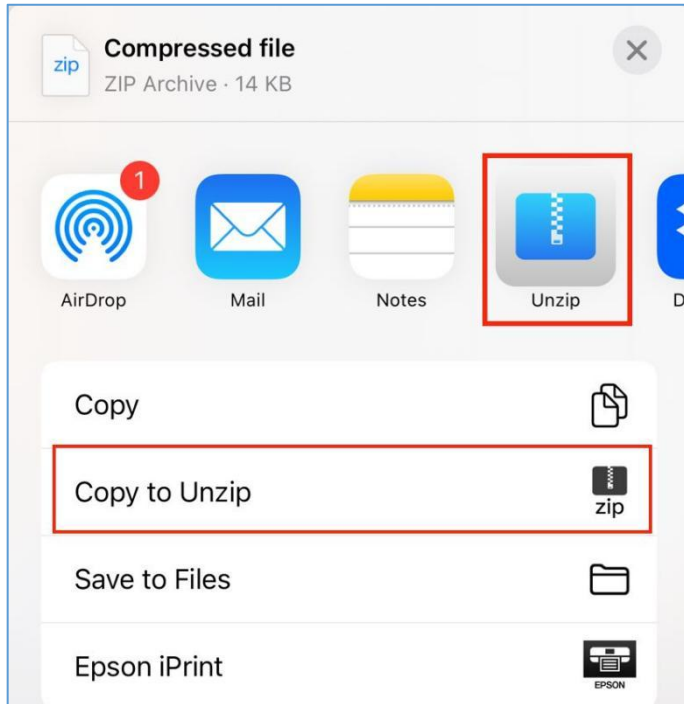 zip
Compressed file
ZIP Archive · 14 KB
1
AirDrop
Mail
Notes
Unzip
D
Copy
Copy to Unzip
zip
Save to Files
Epson iPrint
EPSON